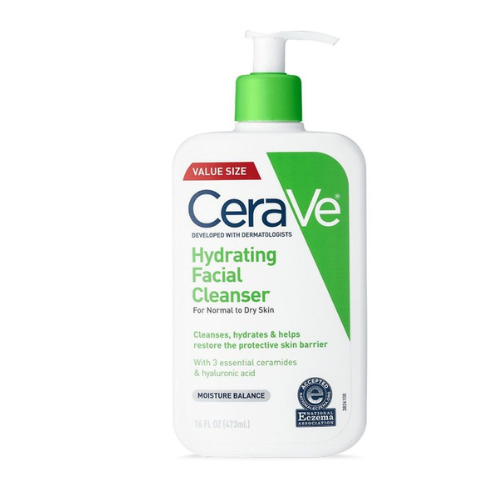 VALUE SIZE
CeraVe®
DEVELOPED WITH DERMATOLOGISTS
Hydrating
Facial
Cleanser
For Normal to Dry Skin
Cleanses, hydrates & helps
restore the protective skin barrier
With 3 essential ceramides
& hyaluronic acid
MOISTURE BALANCE
16 FL OZ (473mL)
ACCEPTED
e
NATIONAL
Eczema
ASSOCIATION